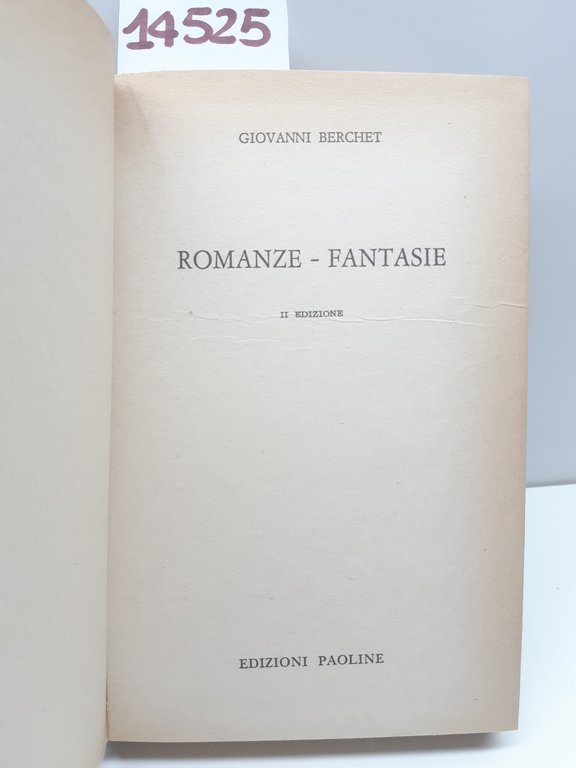 14525
GIOVANNI BERCHET
ROMANZE - FANTASIE
II EDIZIONE
EDIZIONI PAOLINE